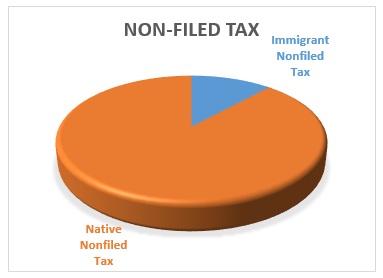 NON-FILED TAX
Immigrant
Nonfiled
Tax
Native
Nonfiled
Tax